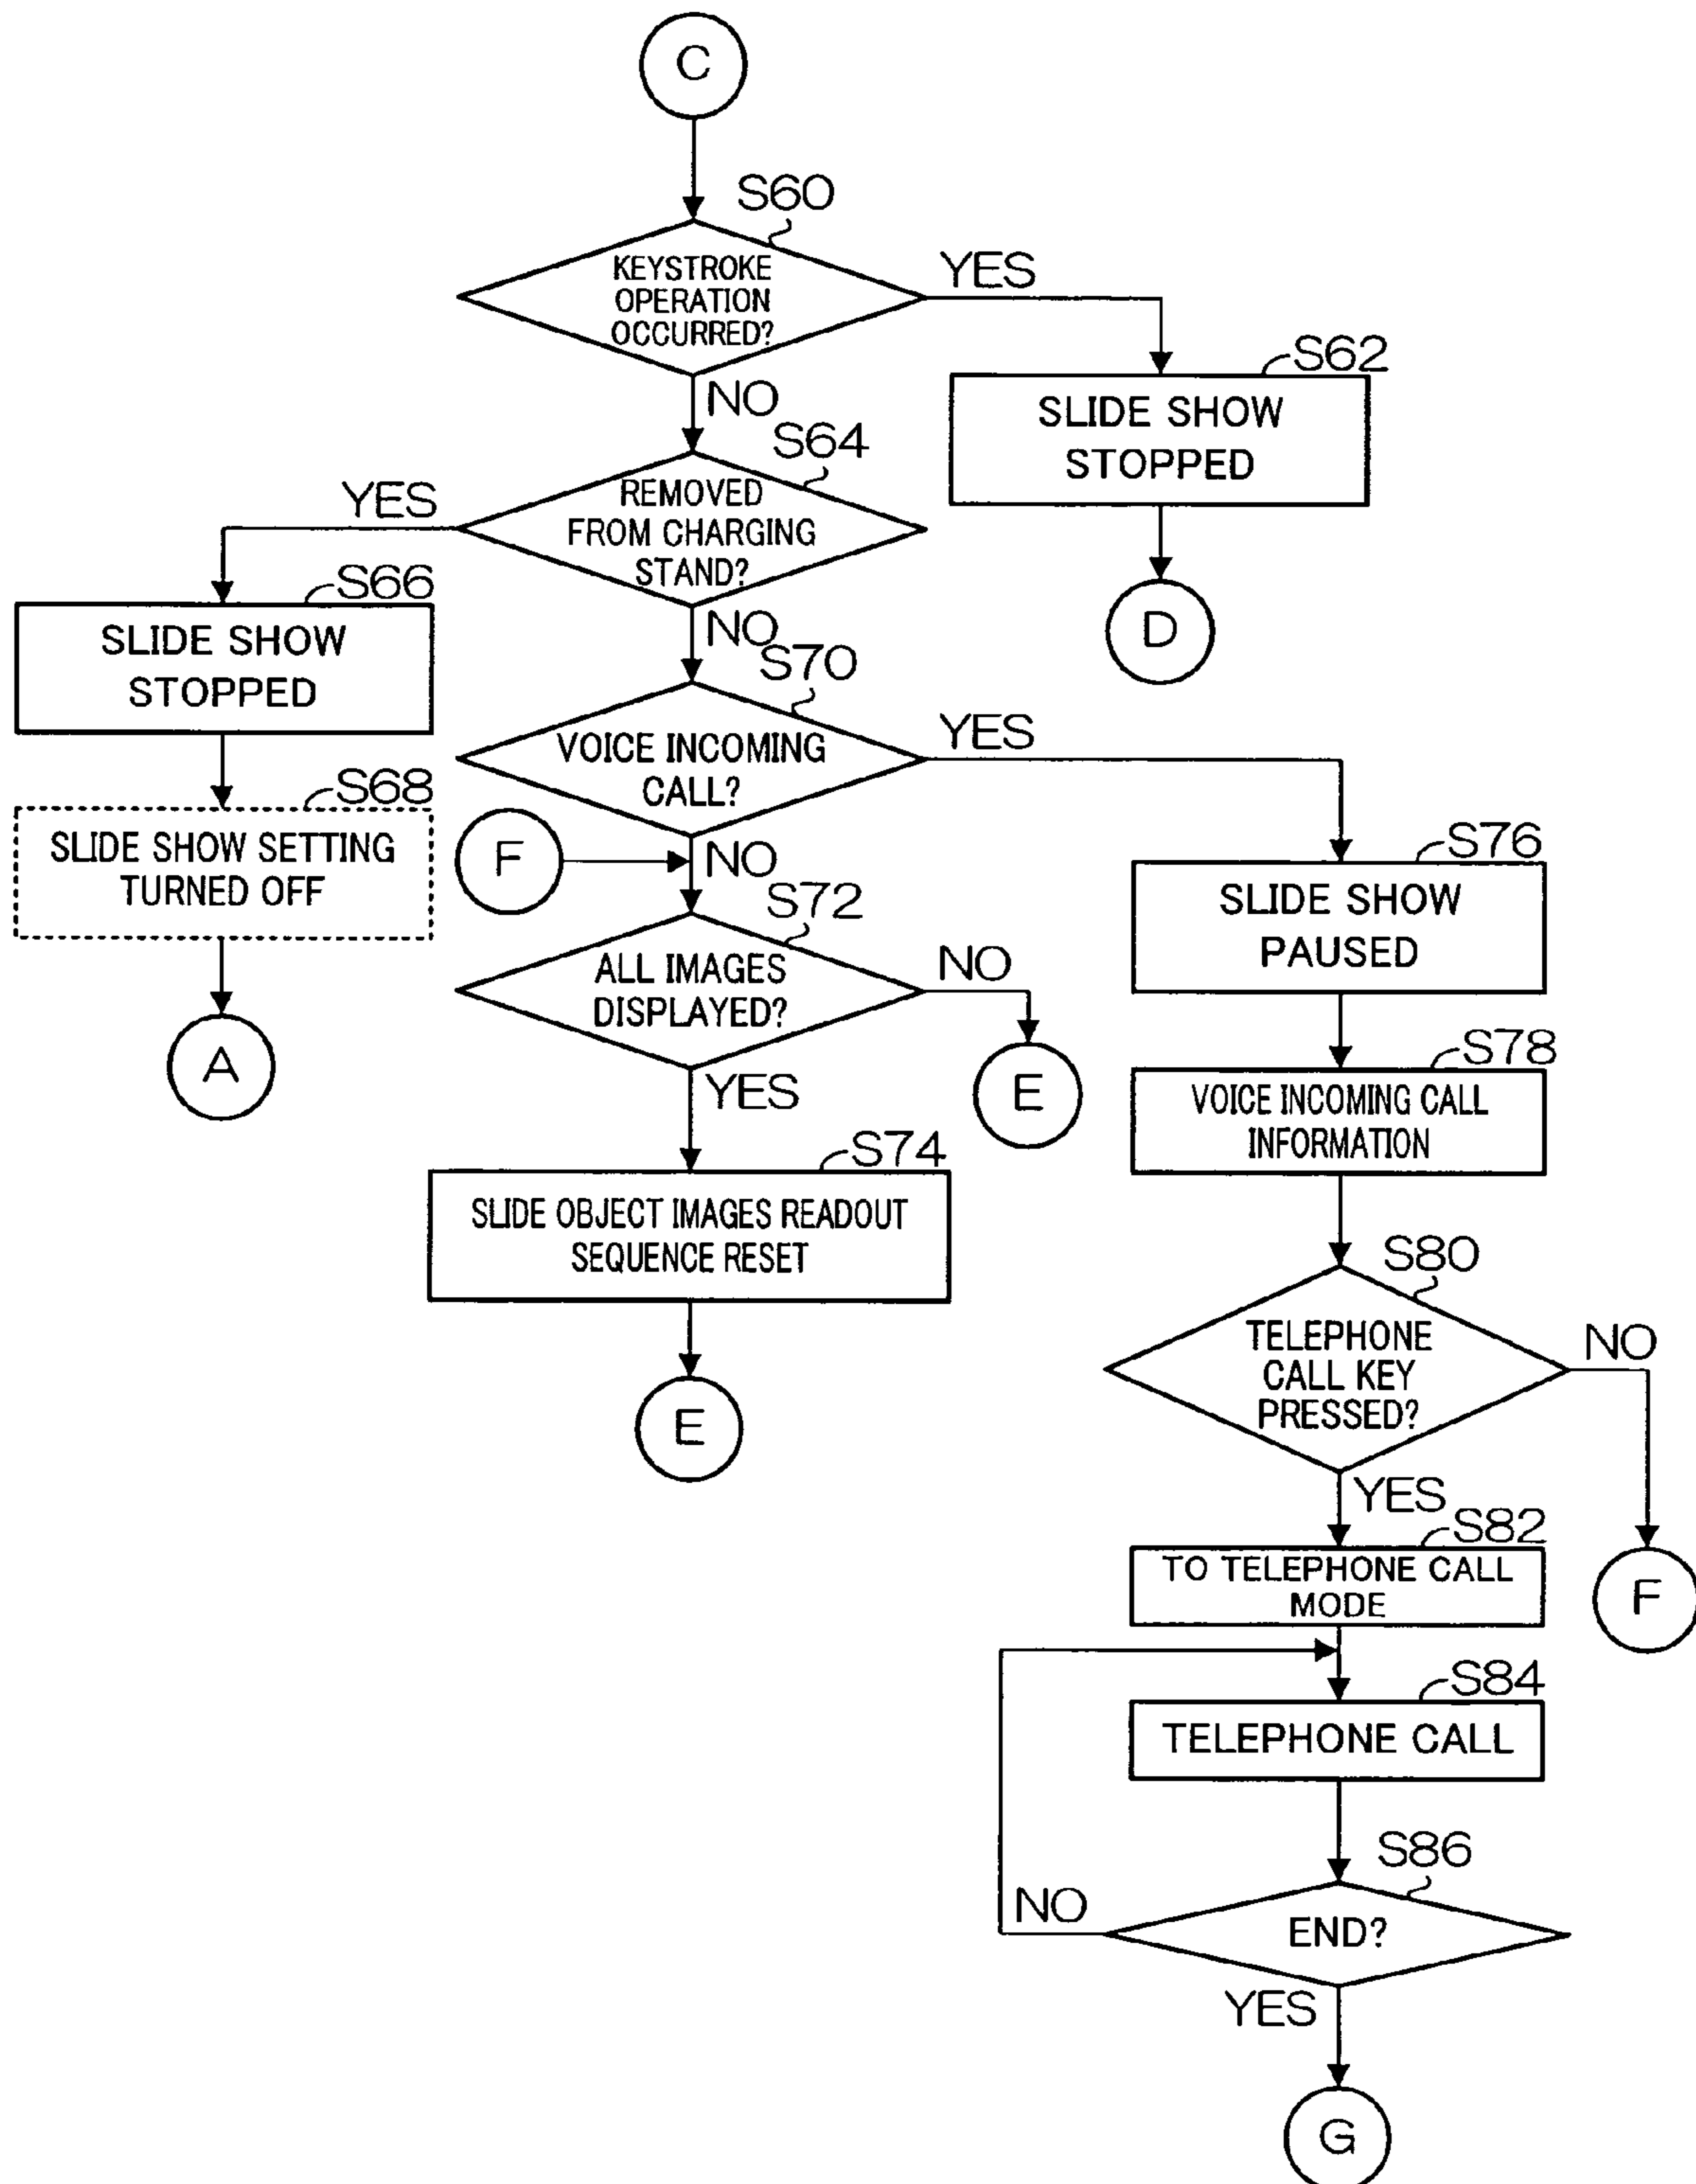 C
S60
KEYSTROKE
OPERATION
OCCURRED?
YES
S62
SLIDE SHOW
STOPPED
D
NO
S64
REMOVED
FROM CHARGING
STAND?
YES
S66
SLIDE SHOW
STOPPED
S68
SLIDE SHOW SETTING
TURNED OFF
A
NO
S70
VOICE INCOMING
CALL?
YES
F
NO
S72
ALL IMAGES
DISPLAYED?
NO
E
YES
S74
SLIDE OBJECT IMAGES READOUT
SEQUENCE RESET
E
S76
SLIDE SHOW
PAUSED
S78
VOICE INCOMING CALL
INFORMATION
S80
TELEPHONE
CALL KEY
PRESSED?
NO
F
YES
S82
TO TELEPHONE CALL
MODE
S84
TELEPHONE CALL
S86
END?
NO
YES
G